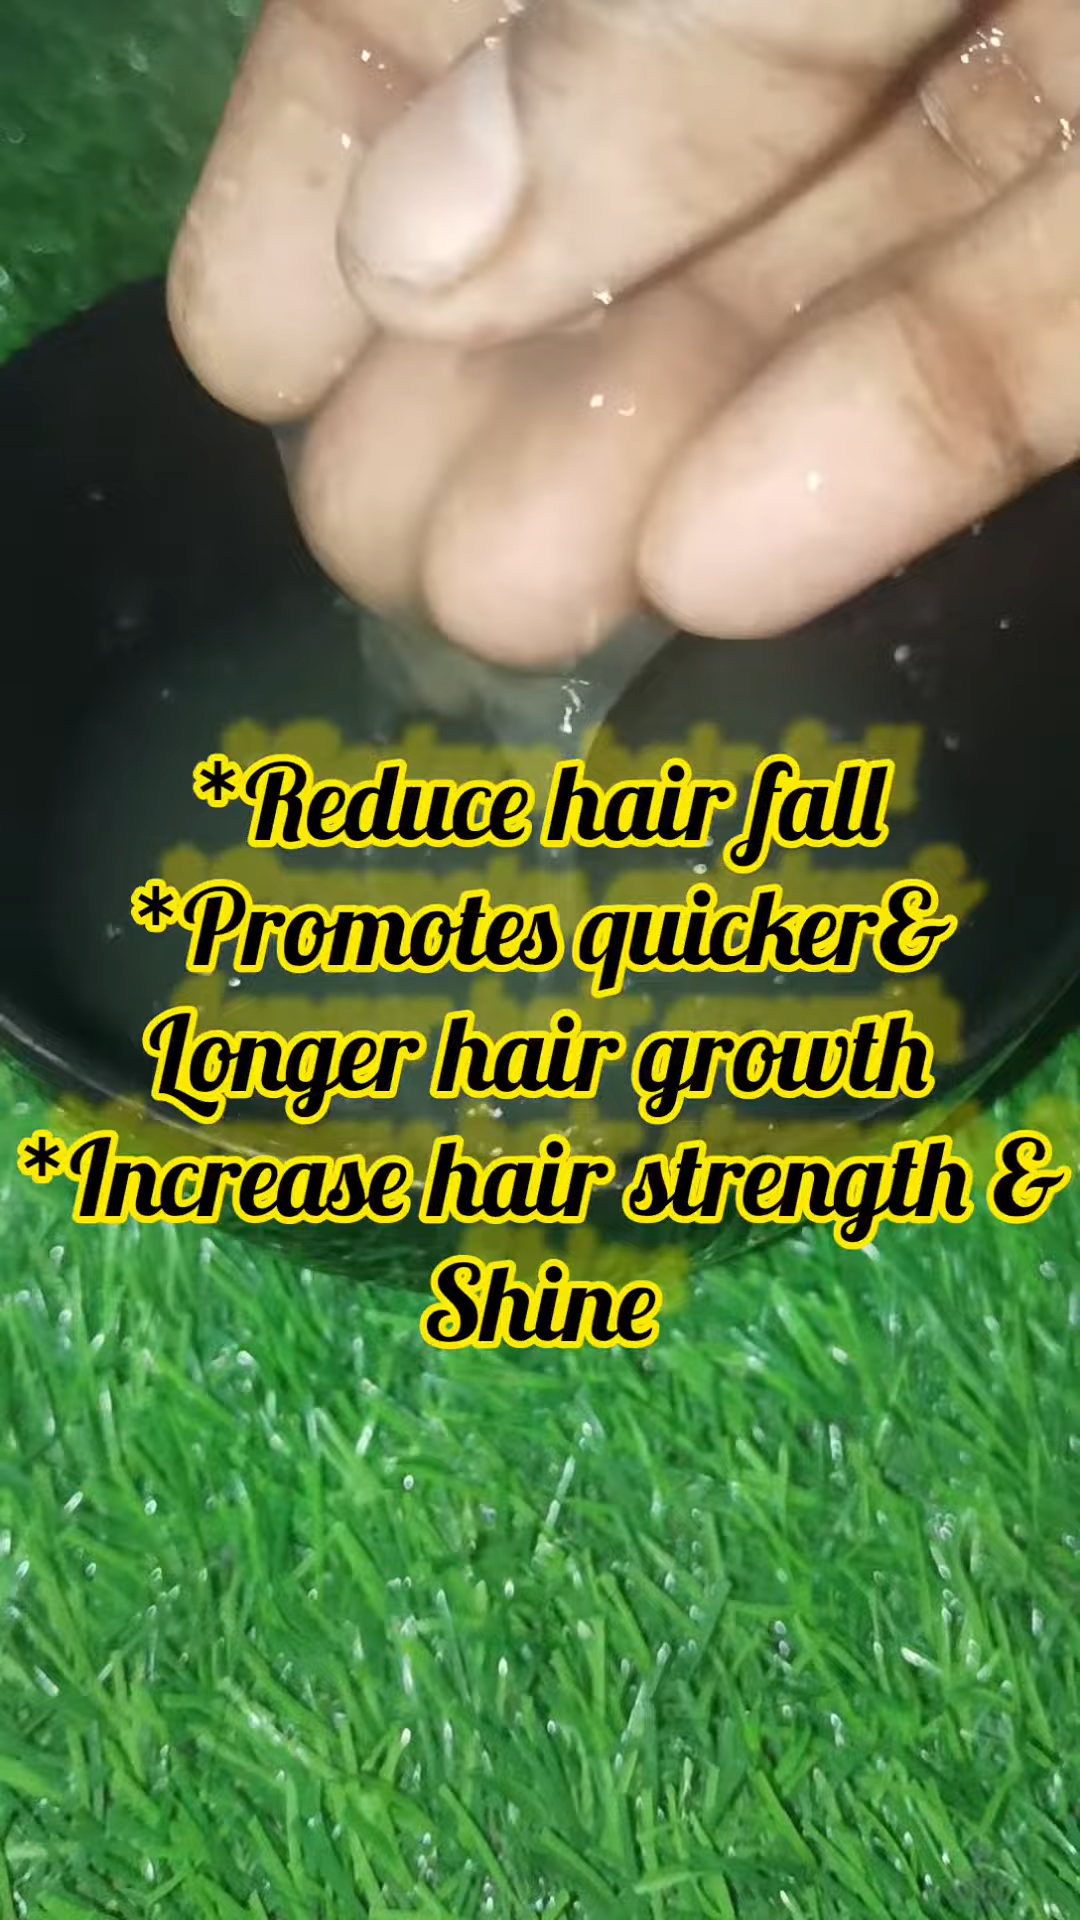 *Reduce hair fall
*Promotes quicker&
Longer hair growth
*Increase hair strength &
Shine